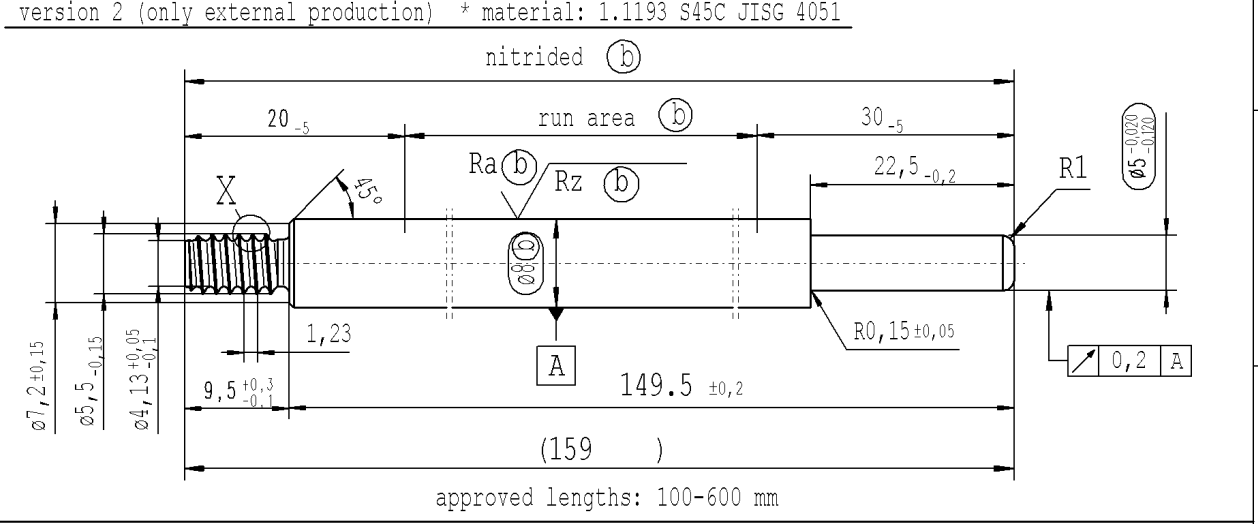 version 2 (only external production)  * material: 1.1193 S45C JISG 4051
nitrided b
20 -5
run area b
30 -5
ø5 -0,020 -0,120
Ra b
Rz b
22,5 -0,2
R1
X
45°
ø8 b
1,23
R0,15 ±0,05
A
0,2 A
ø7,2 ±0,15
ø5,5 -0,15
ø4,13 +0,05 -0,1
9,5 +0,3 -0,1
149.5 ±0,2
(159 )
approved lengths: 100-600 mm